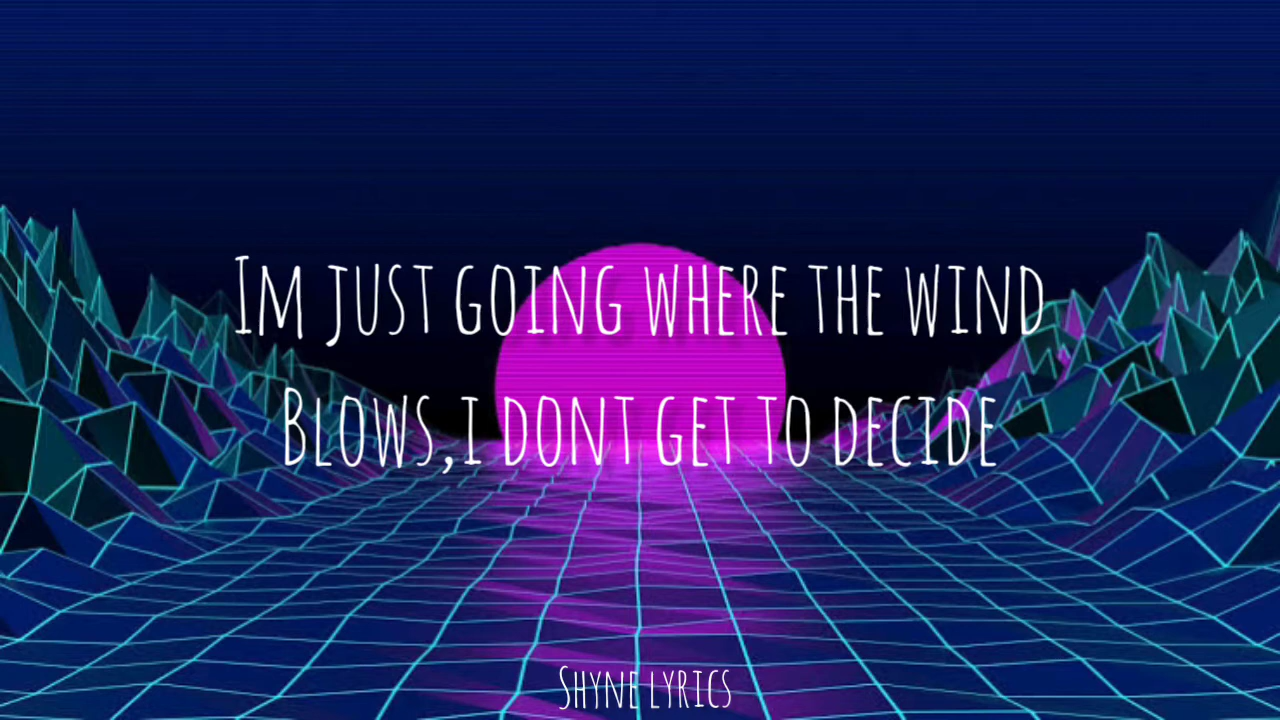 Im just going where the wind
Blows,i dont get to decide
Shyne lyrics